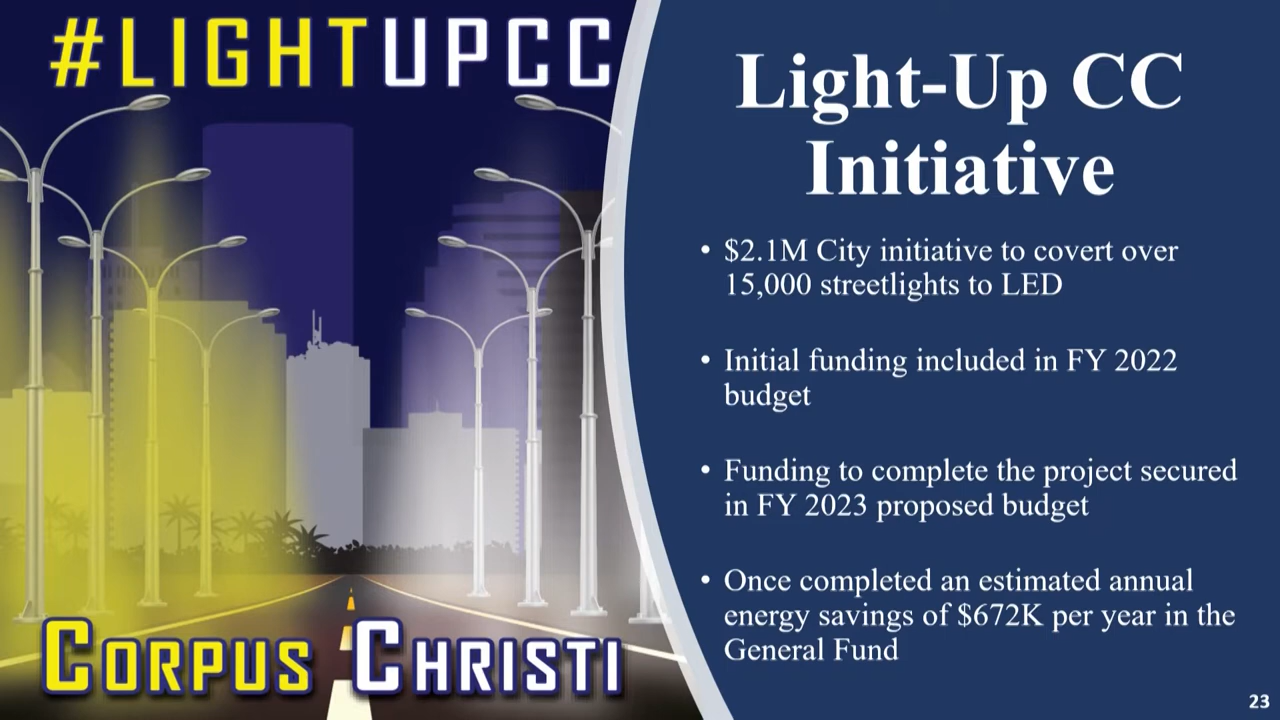 #LIGHTUPCC
CORPUS CHRISTI
Light-Up CC
Initiative
• $2.1M City initiative to covert over
15,000 streetlights to LED
• Initial funding included in FY 2022
budget
• Funding to complete the project secured
in FY 2023 proposed budget
• Once completed an estimated annual
energy savings of $672K per year in the
General Fund
23